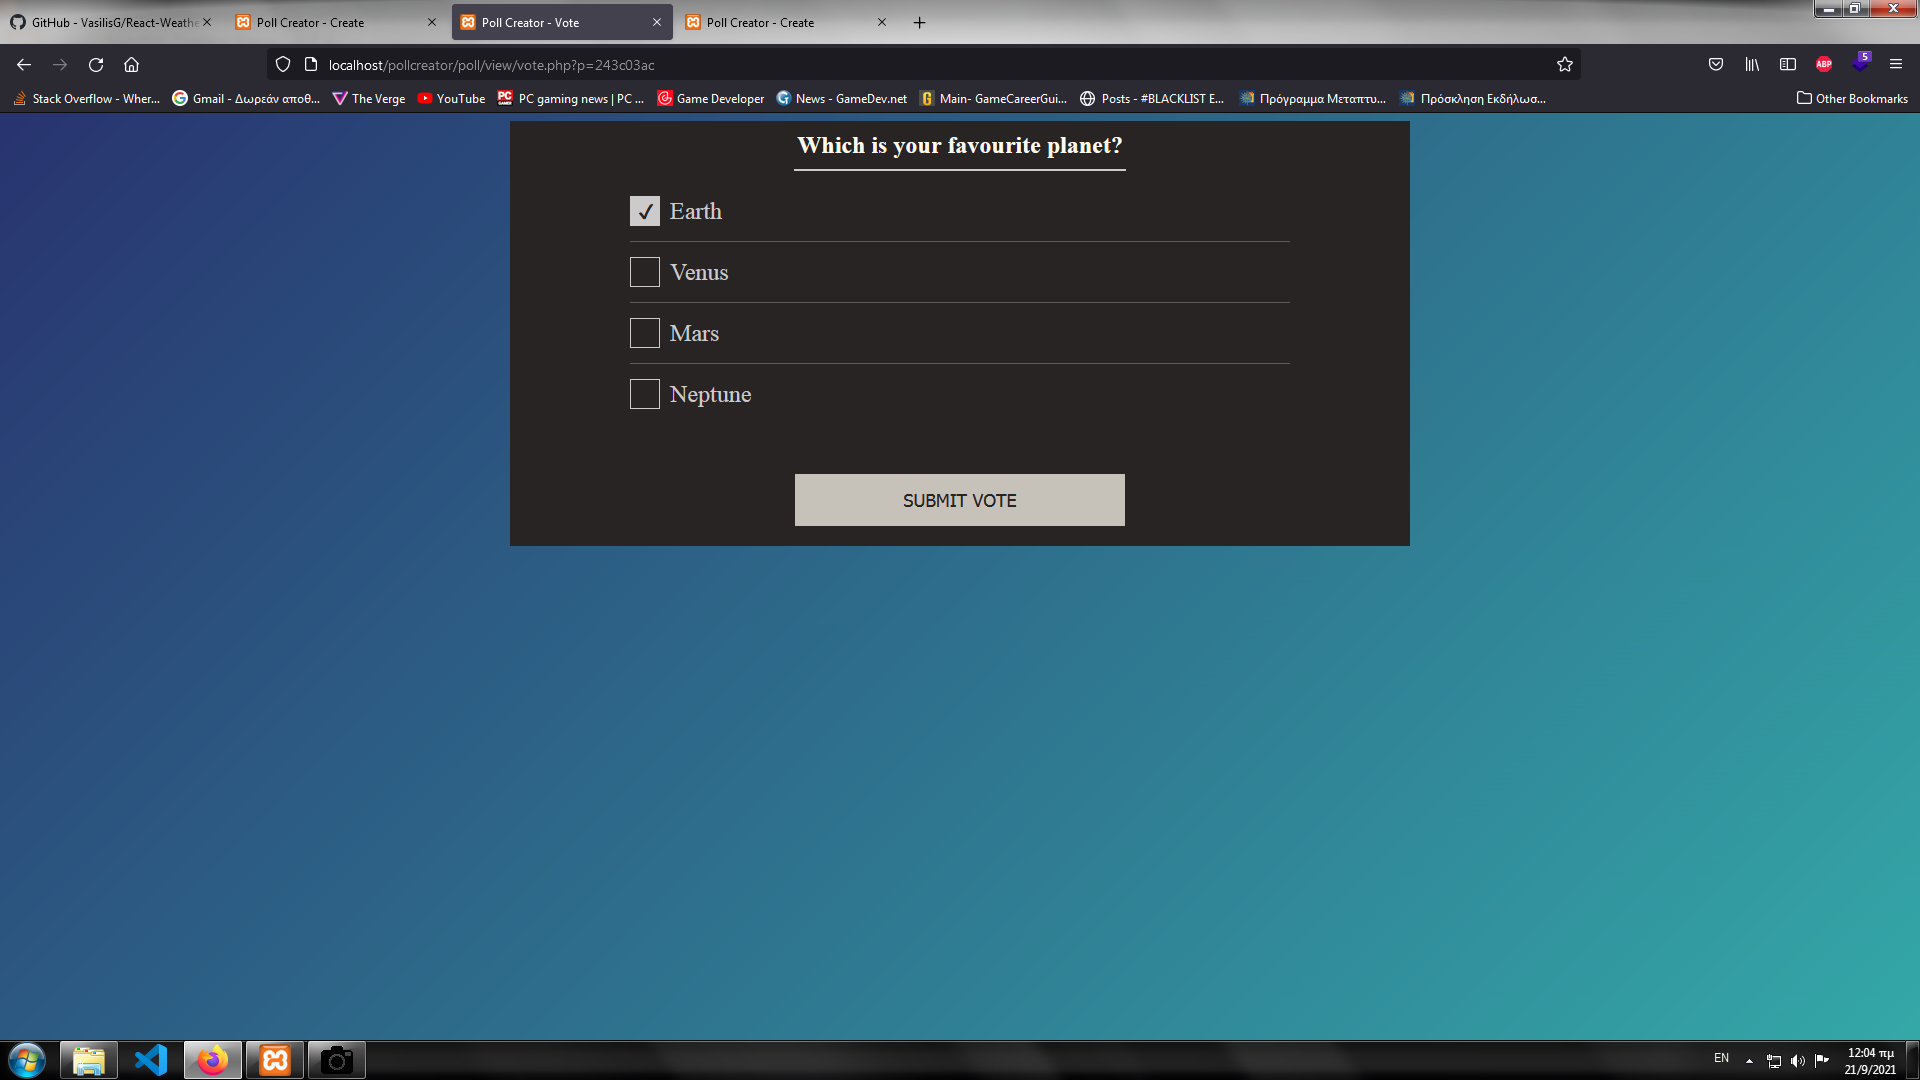 GitHub - VasilisG/React-Weathe
Poll Creator - Create
Poll Creator - Vote
Poll Creator - Create
localhost/pollcreator/poll/view/vote.php?p=243c03ac
ABP
5
Stack Overflow - Wher...
Gmail - Δωρεάν αποθ...
The Verge
YouTube
PC gaming news | PC ...
Game Developer
News - GameDev.net
Main- GameCareerGui...
Posts - #BLACKLIST E...
Πρόγραμμα Μεταπτυ...
Πρόσκληση Εκδήλωσ...
Other Bookmarks
Which is your favourite planet?
Earth
Venus
Mars
Neptune
SUBMIT VOTE
EN
12:04 πμ
21/9/2021